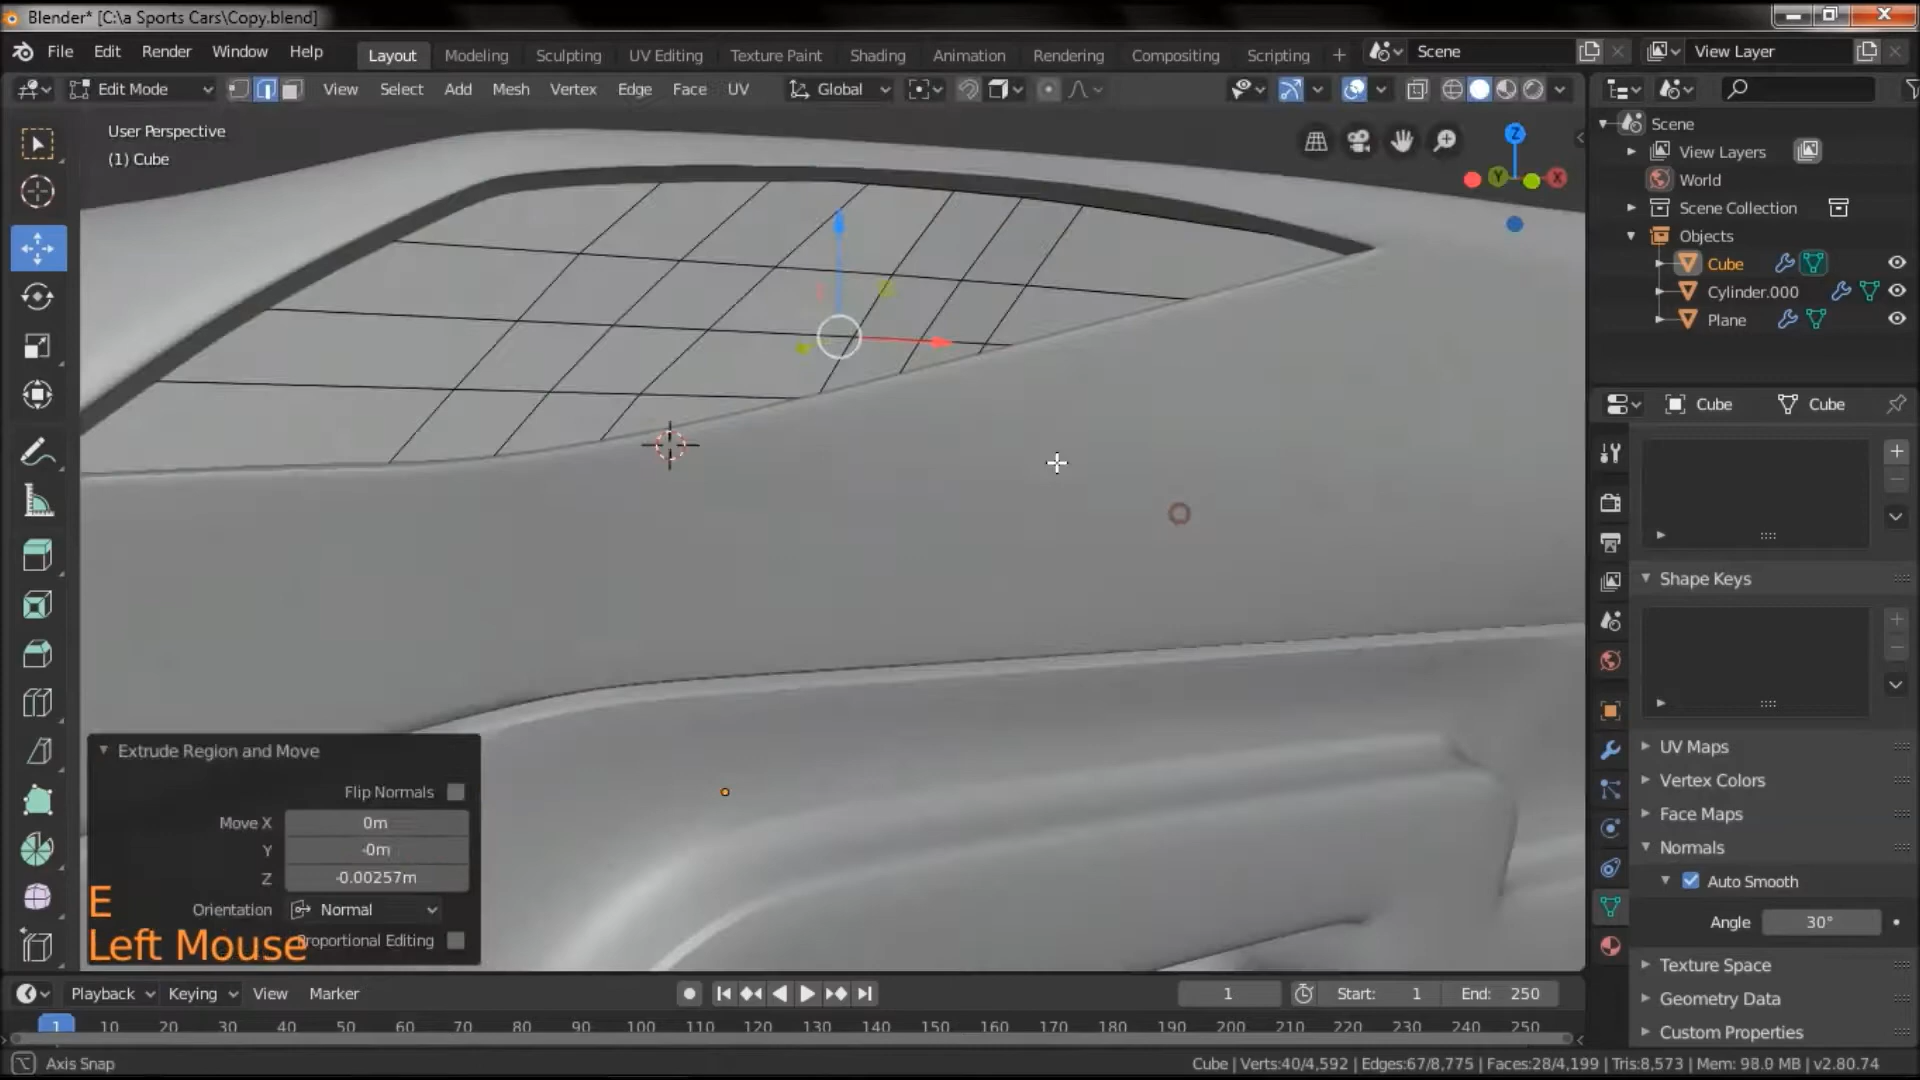 Blender* [C:\a Sports Cars\Copy.blend]
File Edit Render Window Help Layout Modeling Sculpting UV Editing Texture Paint Shading Animation Rendering Compositing Scripting + Scene View Layer
Edit Mode View Select Add Mesh Vertex Edge Face UV Global
User Perspective
(1) Cube
Z
Y X
Scene
View Layers
World
Scene Collection
Objects
Cube
Cylinder.000
Plane
Cube Cube
Shape Keys
UV Maps
Vertex Colors
Face Maps
Normals
Auto Smooth
Angle 30°
Texture Space
Geometry Data
Custom Properties
Extrude Region and Move
Flip Normals
Move X 0m
Y -0m
Z -0.00257m
Orientation Normal
Proportional Editing
E
Left Mouse
Playback Keying View Marker 1 Start: 1 End: 250
1 10 20 30 40 50 60 70 80 90 100 110 120 130 140 150 160 170 180 190 200 210 220 230 240 250
Axis Snap Cube | Verts:40/4,592 | Edges:67/8,775 | Faces:28/4,199 | Tris:8,573 | Mem: 98.0 MB | v2.80.74